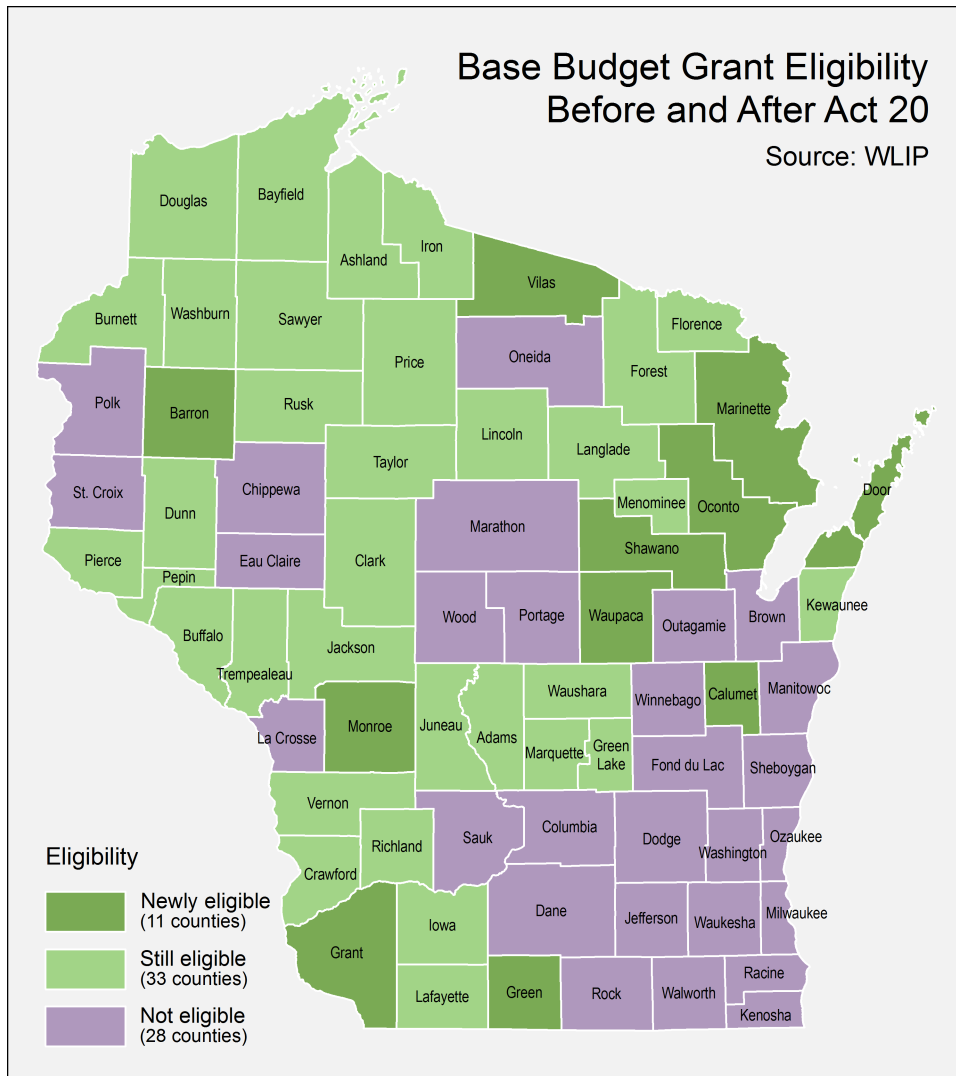 Base Budget Grant Eligibility
Before and After Act 20
Source: WLIP
Douglas
Bayfield
Ashland
Iron
Vilas
Burnett
Washburn
Sawyer
Price
Oneida
Florence
Forest
Marinette
Polk
Barron
Rusk
Lincoln
Langlade
Taylor
Door
St. Croix
Dunn
Chippewa
Menominee
Oconto
Marathon
Shawano
Pierce
Eau Claire
Clark
Pepin
Kewaunee
Wood
Portage
Waupaca
Outagamie
Brown
Buffalo
Jackson
Trempealeau
Waushara
Winnebago
Calumet
Manitowoc
La Crosse
Monroe
Juneau
Adams
Marquette
Green
Lake
Fond du Lac
Sheboygan
Vernon
Richland
Sauk
Columbia
Dodge
Washington
Ozaukee
Crawford
Eligibility
Newly eligible
(11 counties)
Still eligible
(33 counties)
Not eligible
(28 counties)
Grant
Iowa
Dane
Jefferson
Waukesha
Milwaukee
Lafayette
Green
Rock
Walworth
Racine
Kenosha